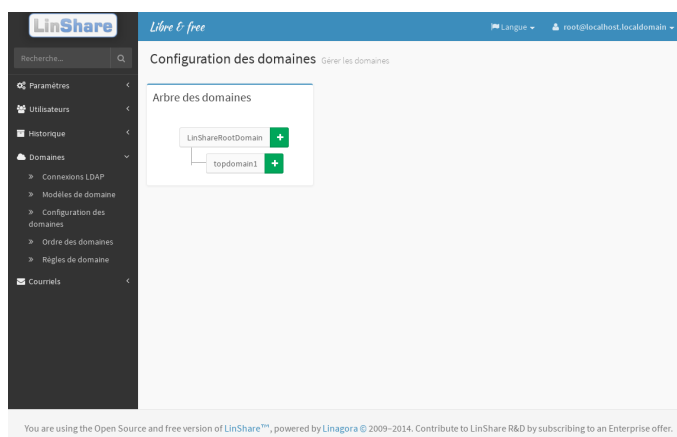 LinShare
Libre & free
Langue
root@localhost.localdomain
Recherche...
Configuration des domaines Gérer les domaines
Paramètres
Utilisateurs
Historique
Domaines
Connexions LDAP
Modèles de domaine
Configuration des
domaines
Ordre des domaines
Règles de domaine
Courriels
Arbre des domaines
LinShareRootDomain +
topdomain1 +
You are using the Open Source and free version of LinShare™, powered by Linagora © 2009–2014. Contribute to LinShare R&D by subscribing to an Enterprise offer.